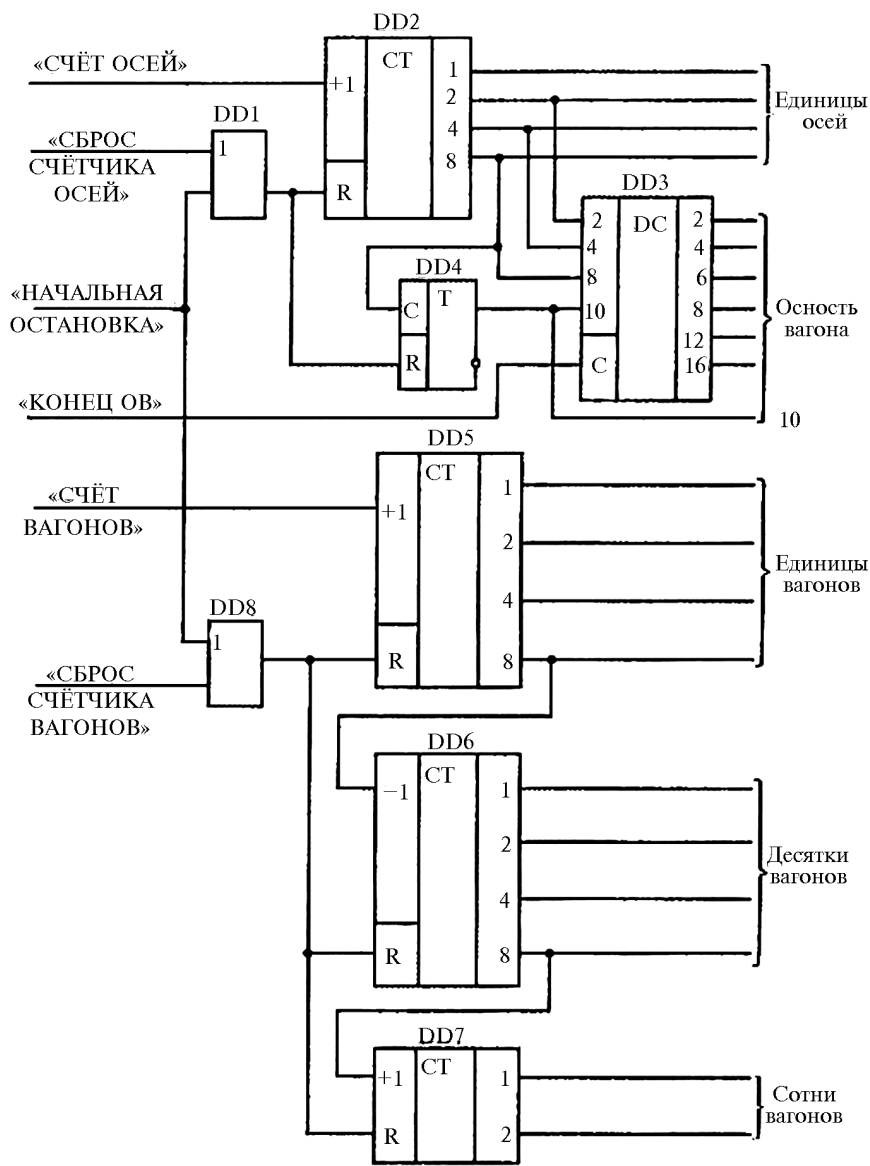 DD2
«СЧЁТ ОСЕЙ»
+1
CT
1
2
4
8
R
Единицы
осей
DD1
1
«СБРОС
СЧЁТЧИКА
ОСЕЙ»
DD3
2
4
8
10
C
DC
2
4
6
8
12
16
Осность
вагона
10
DD4
C
T
R
«НАЧАЛЬНАЯ
ОСТАНОВКА»
«КОНЕЦ ОВ»
DD5
«СЧЁТ
ВАГОНОВ»
+1
CT
1
2
4
8
R
Единицы
вагонов
DD8
1
«СБРОС
СЧЁТЧИКА
ВАГОНОВ»
DD6
−1
CT
1
2
4
8
R
Десятки
вагонов
DD7
+1
CT
1
2
R
Сотни
вагонов